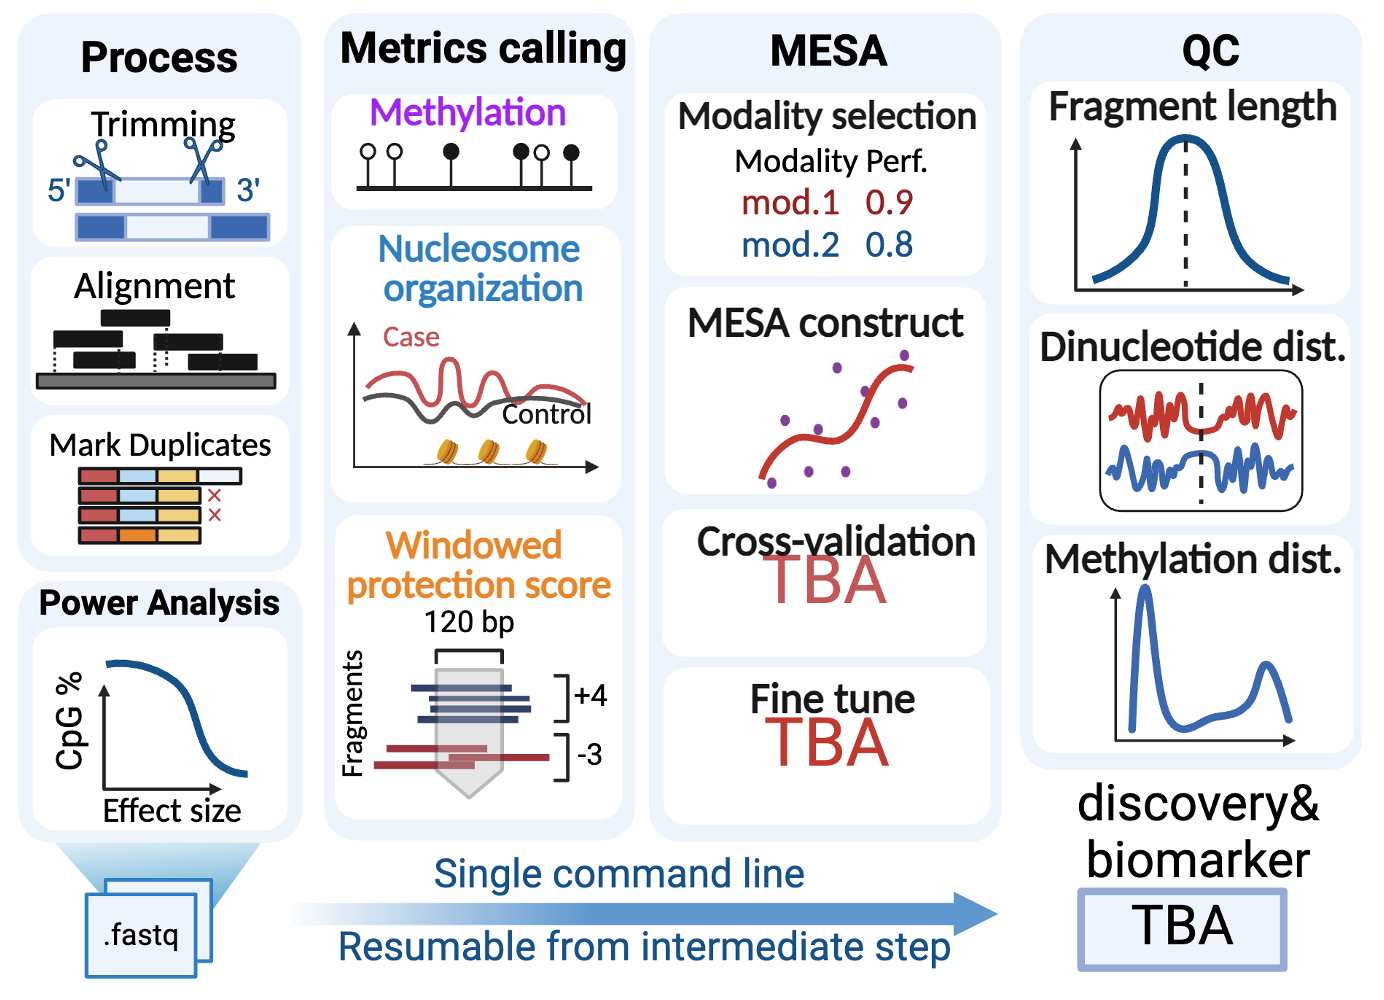 Process
Trimming
5'
3'
Alignment
Mark Duplicates
×
×
Power Analysis
CpG %
Effect size
.fastq
Metrics calling
Methylation
Nucleosome
organization
Case
Control
Windowed
protection score
120 bp
Fragments
+4
-3
MESA
Modality selection
Modality Perf.
mod.1 0.9
mod.2 0.8
MESA construct
Cross-validation
TBA
Fine tune
TBA
QC
Fragment length
Dinucleotide dist.
Methylation dist.
Single command line
Resumable from intermediate step
discovery&
biomarker
TBA